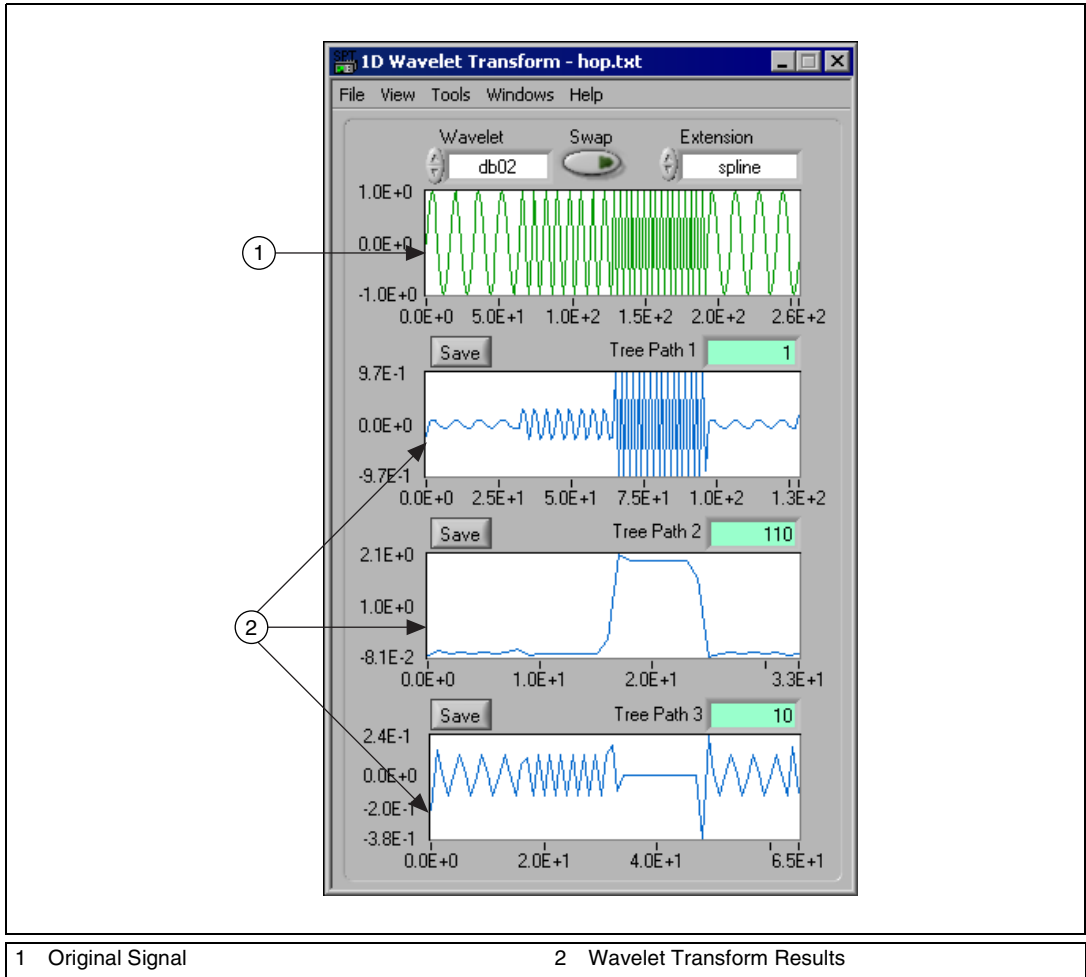 SPT 1D Wavelet Transform - hop.txt
File View Tools Windows Help
Wavelet Swap Extension
db02 spline
1.0E+0
0.0E+0
-1.0E+0
0.0E+0 5.0E+1 1.0E+2 1.5E+2 2.0E+2 2.6E+2
1
Save Tree Path 1 1
9.7E-1
0.0E+0
-9.7E-1
0.0E+0 2.5E+1 5.0E+1 7.5E+1 1.0E+2 1.3E+2
Save Tree Path 2 110
2.1E+0
1.0E+0
-8.1E-2
0.0E+0 1.0E+1 2.0E+1 3.3E+1
2
Save Tree Path 3 10
2.4E-1
0.0E+0
-2.0E-1
-3.8E-1
0.0E+0 2.0E+1 4.0E+1 6.5E+1
1 Original Signal 2 Wavelet Transform Results